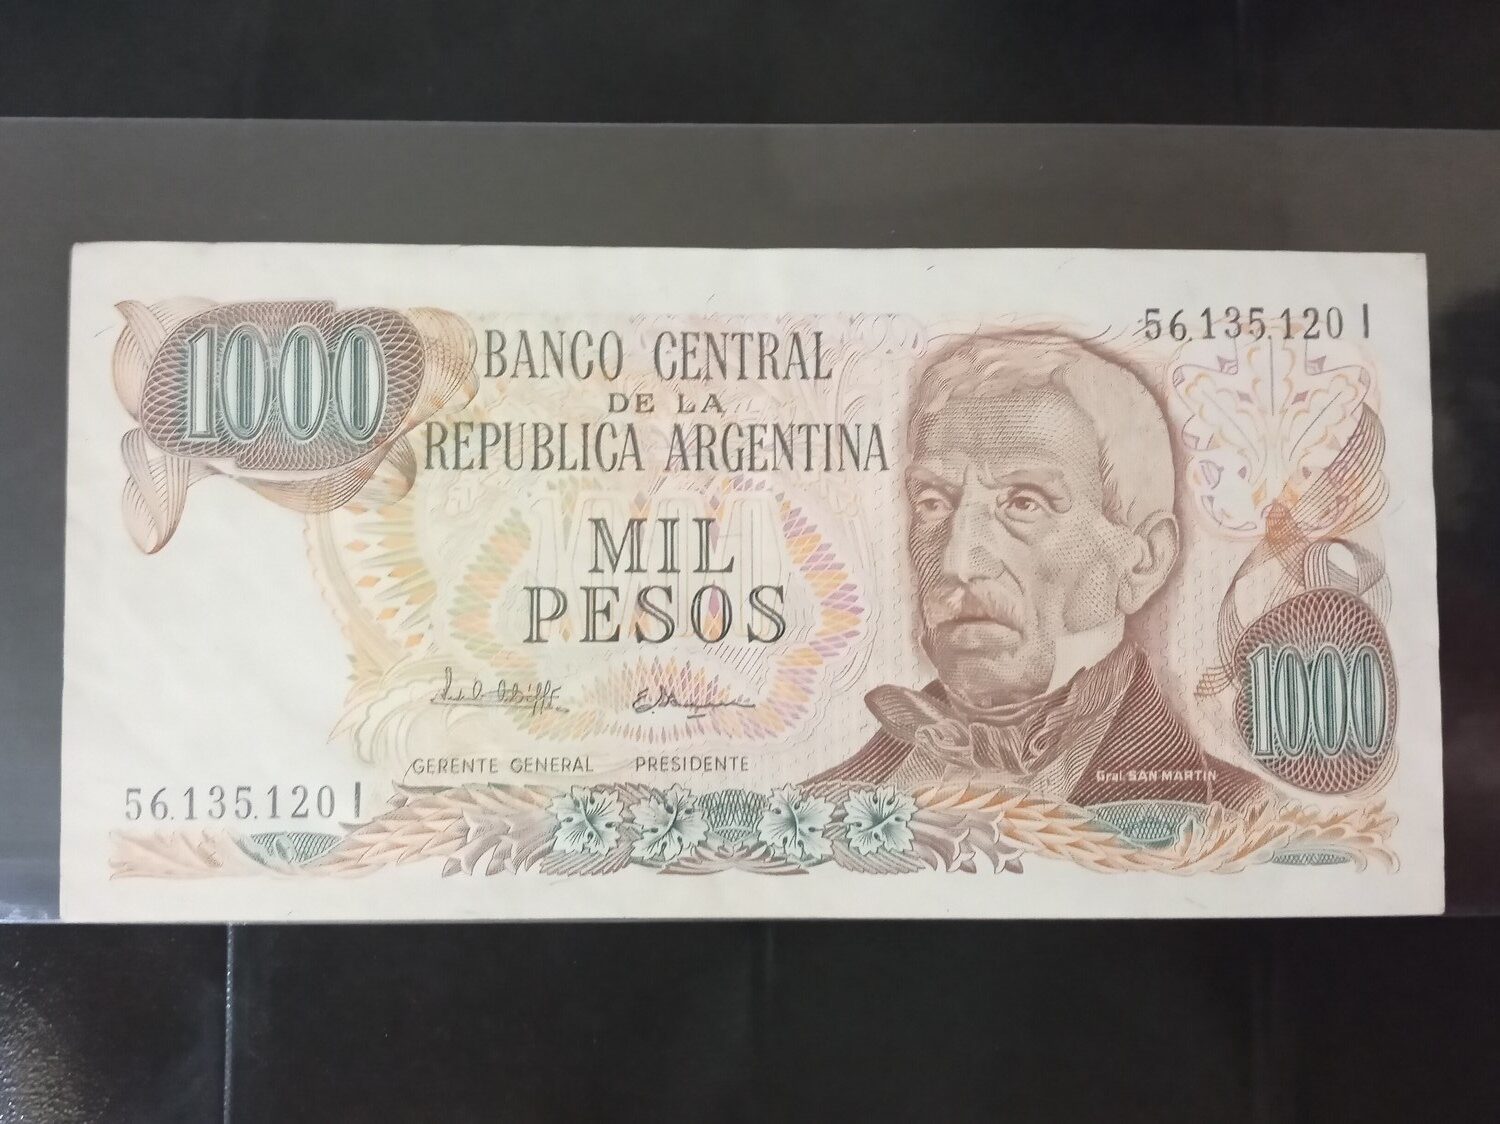 56.135.120 I
1000
BANCO CENTRAL
DE LA
REPUBLICA ARGENTINA
MIL
PESOS
GERENTE GENERAL PRESIDENTE
Gral. SAN MARTIN
1000
56.135.120 I